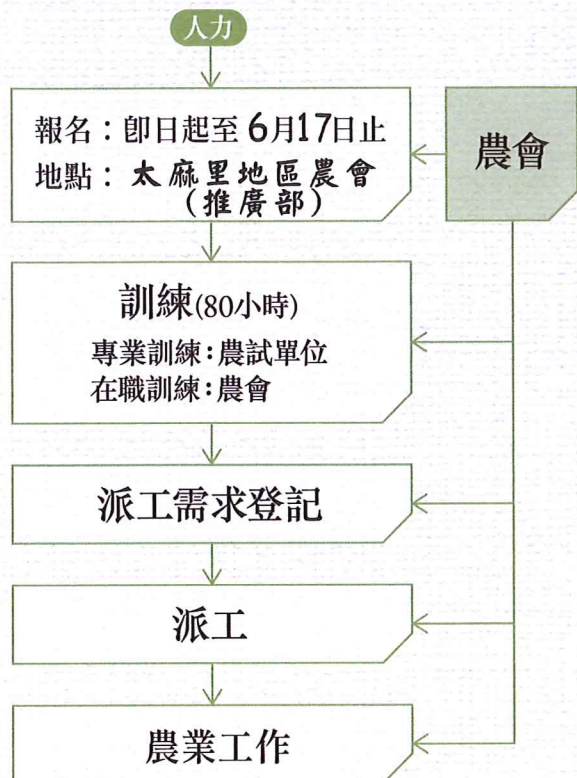 人力
報名：即日起至6月17日止
地點：太麻里地區農會
(推廣部)
農會
訓練(80小時)
專業訓練：農試單位
在職訓練：農會
派工需求登記
派工
農業工作